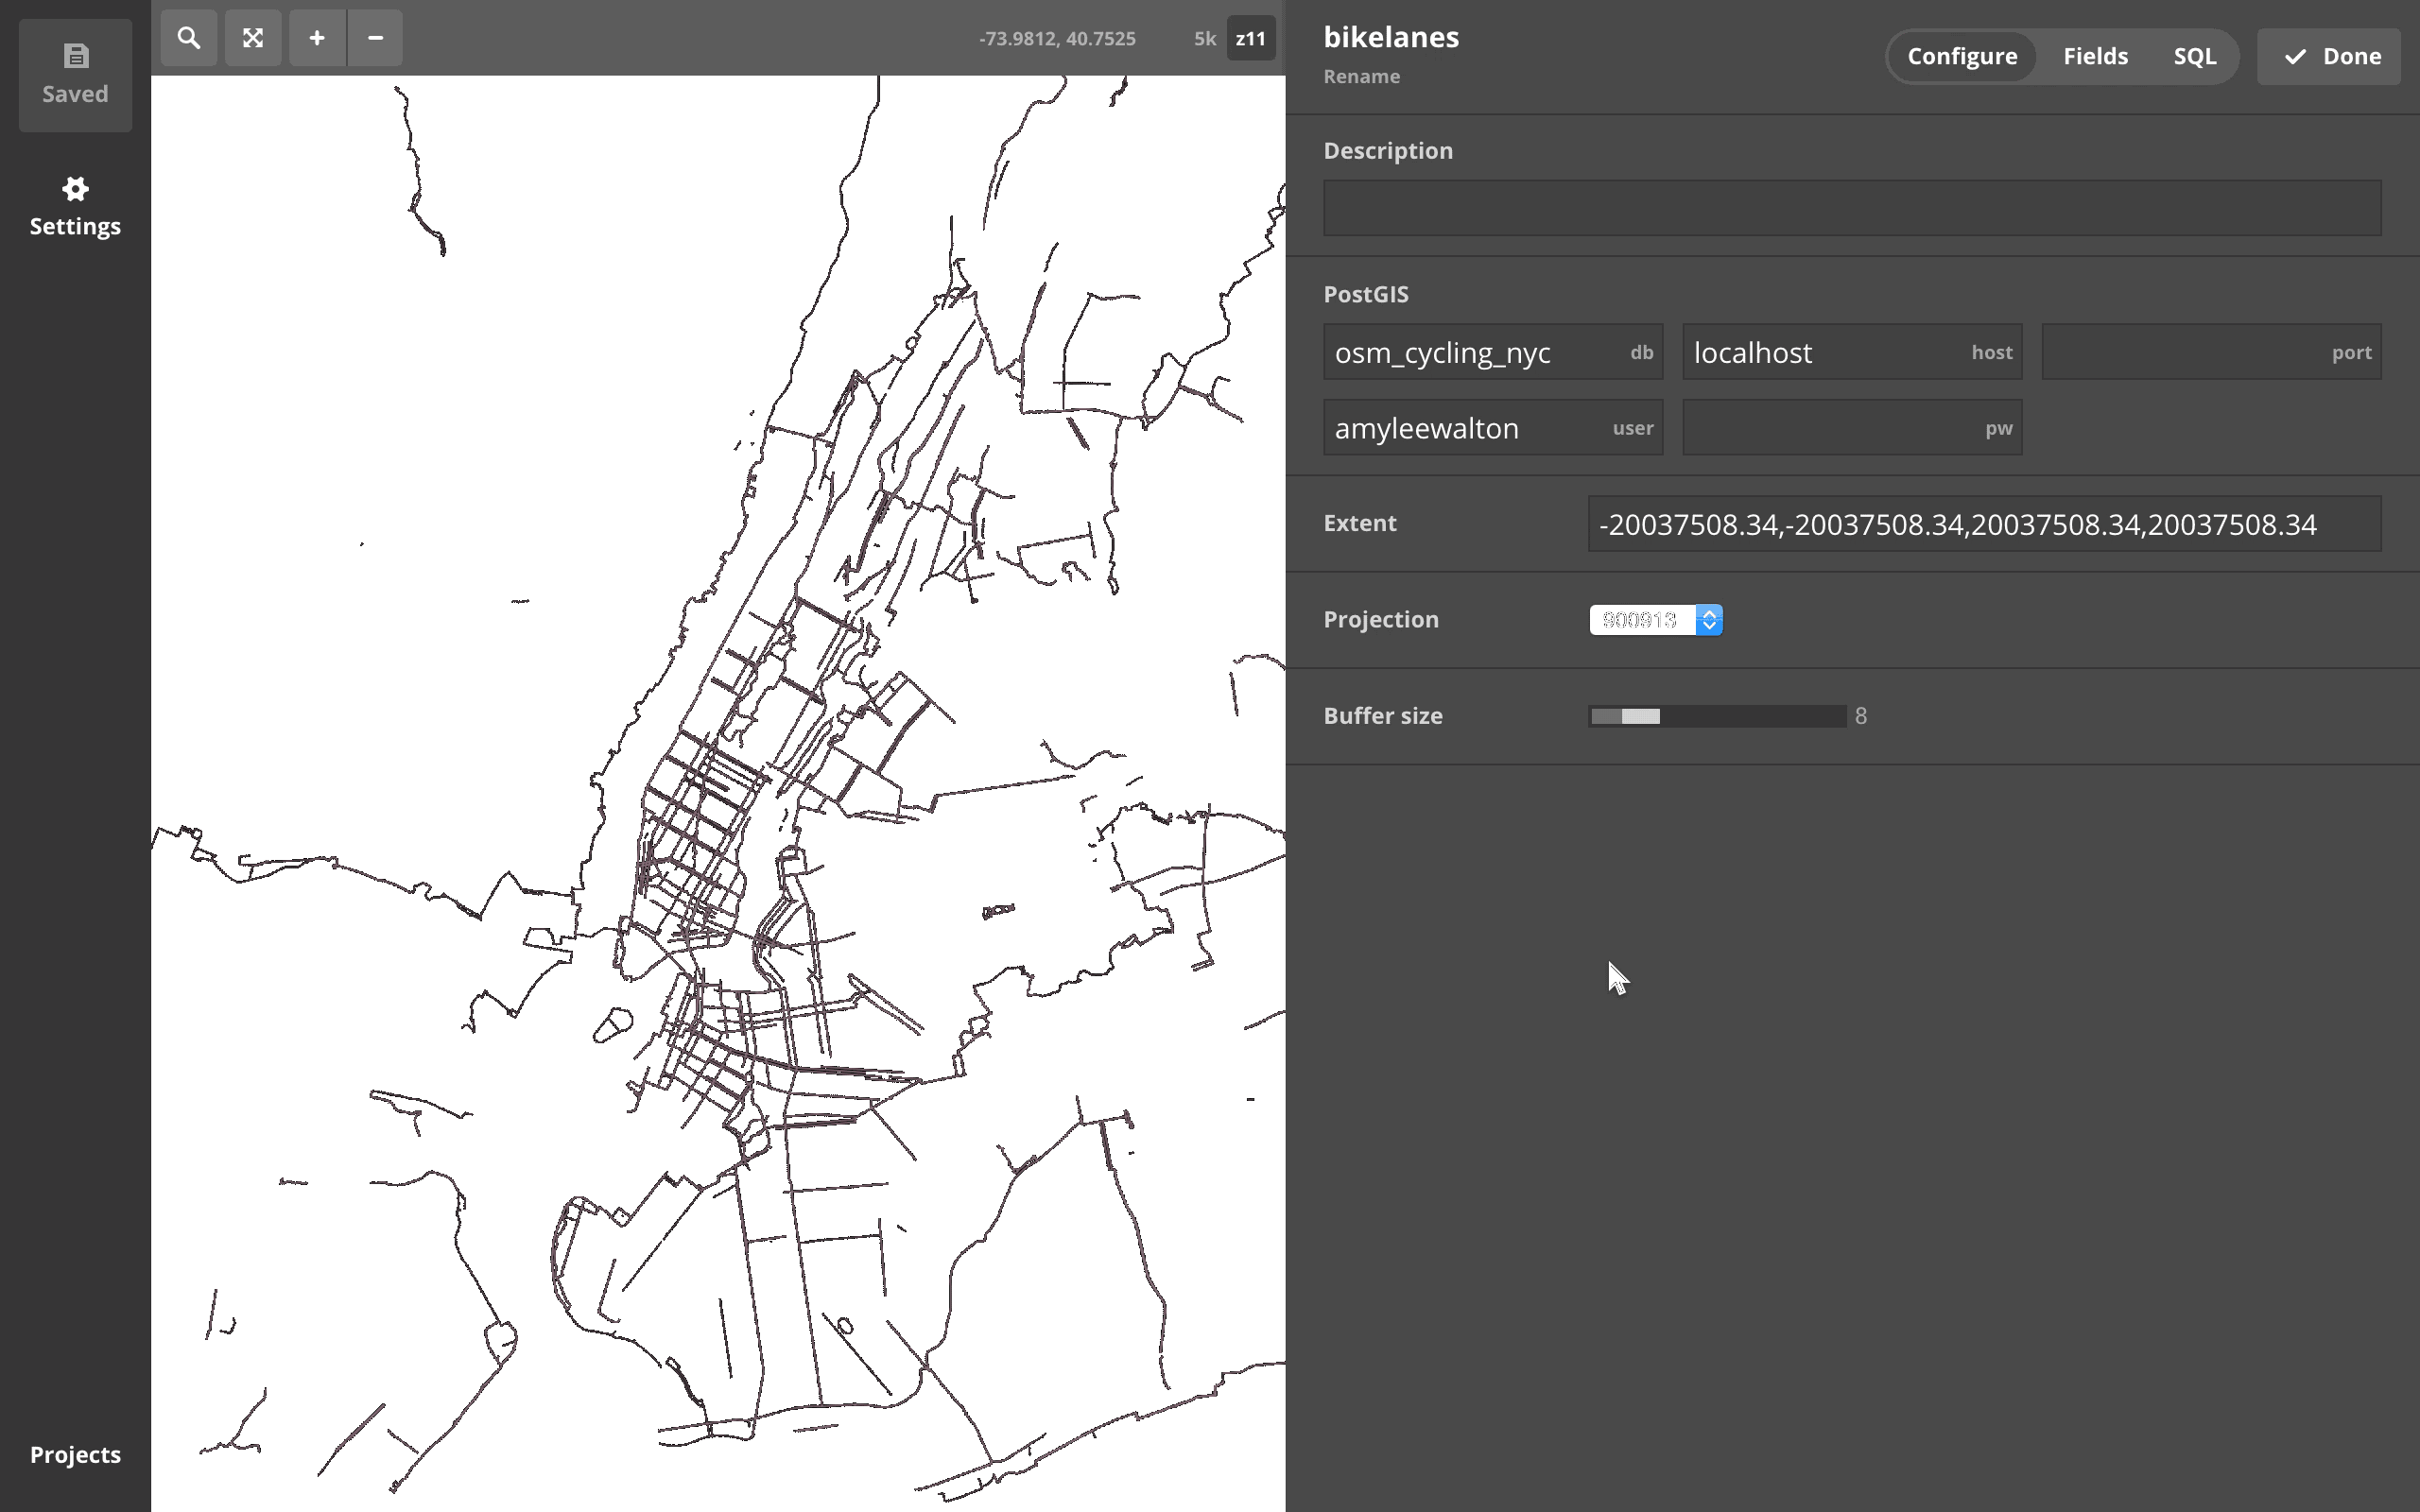 Saved
Settings
Projects
-73.9812, 40.7525 5k z11
bikelanes
Rename
Configure Fields SQL Done
Description
PostGIS
osm_cycling_nyc db localhost host port
amyleewalton user pw
Extent -20037508.34,-20037508.34,20037508.34,20037508.34
Projection 900913
Buffer size 8